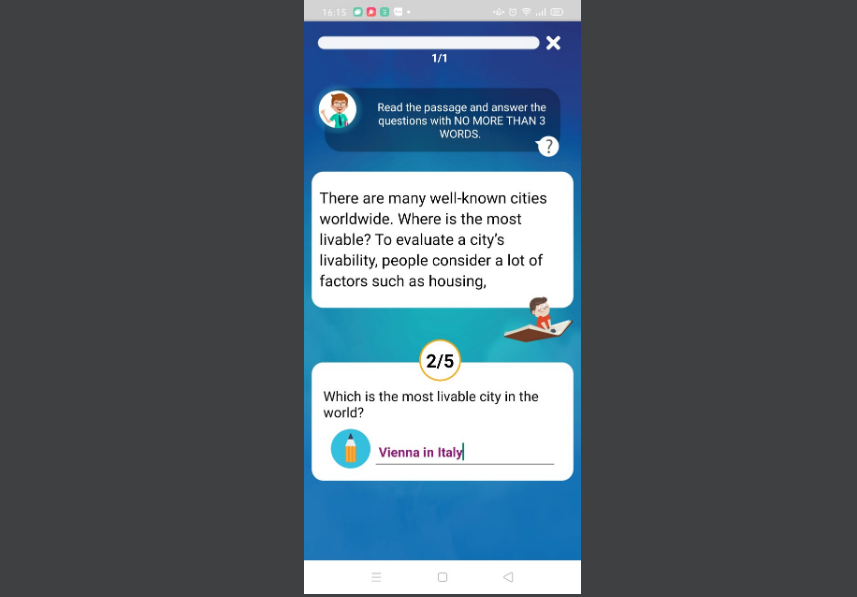 16:15
1/1
Read the passage and answer the
questions with NO MORE THAN 3
WORDS.
?
There are many well-known cities
worldwide. Where is the most
livable? To evaluate a city's
livability, people consider a lot of
factors such as housing,
2/5
Which is the most livable city in the
world?
Vienna in Italy